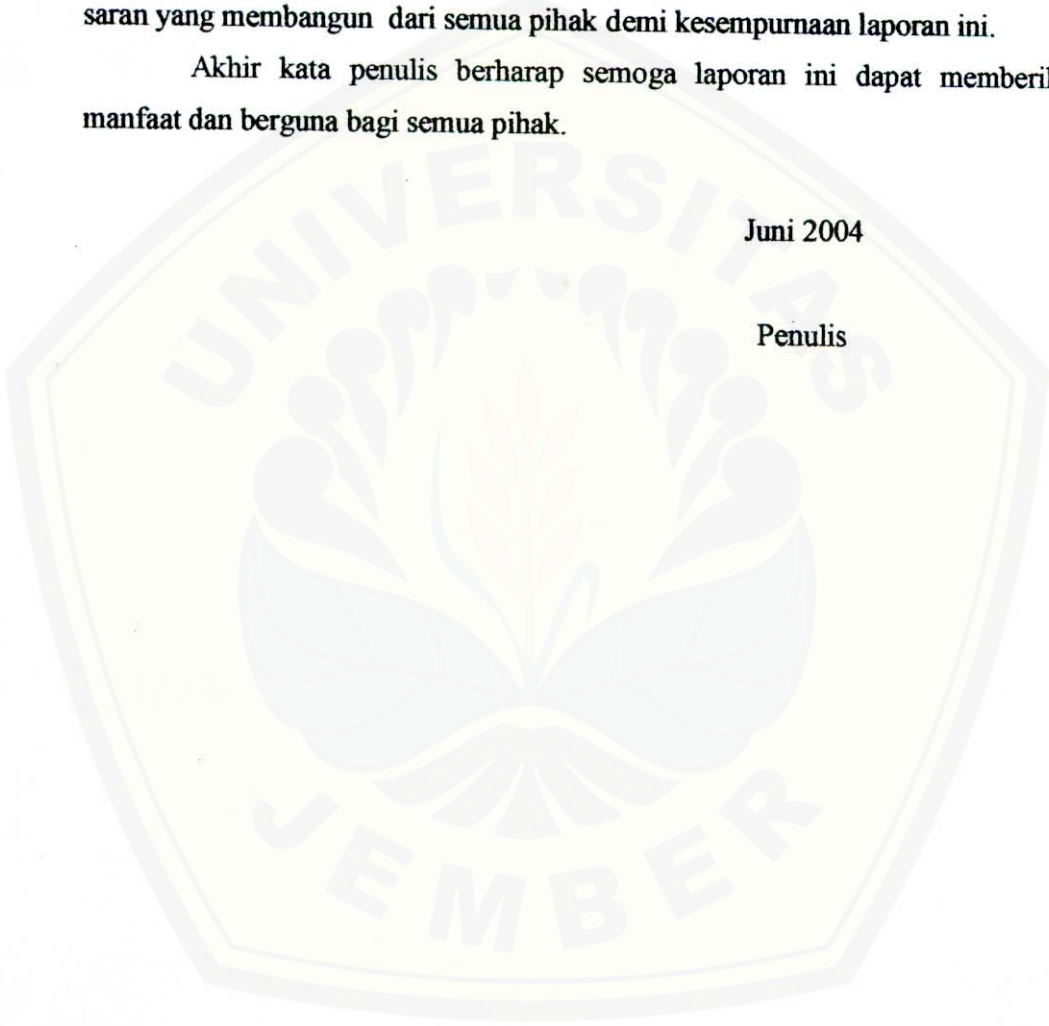 saran yang membangun dari semua pihak demi kesempurnaan laporan ini.
Akhir kata penulis berharap semoga laporan ini dapat
manfaat dan berguna bagi semua pihak.
Juni 2004
Penulis
UNIVERSITAS
JEMBER